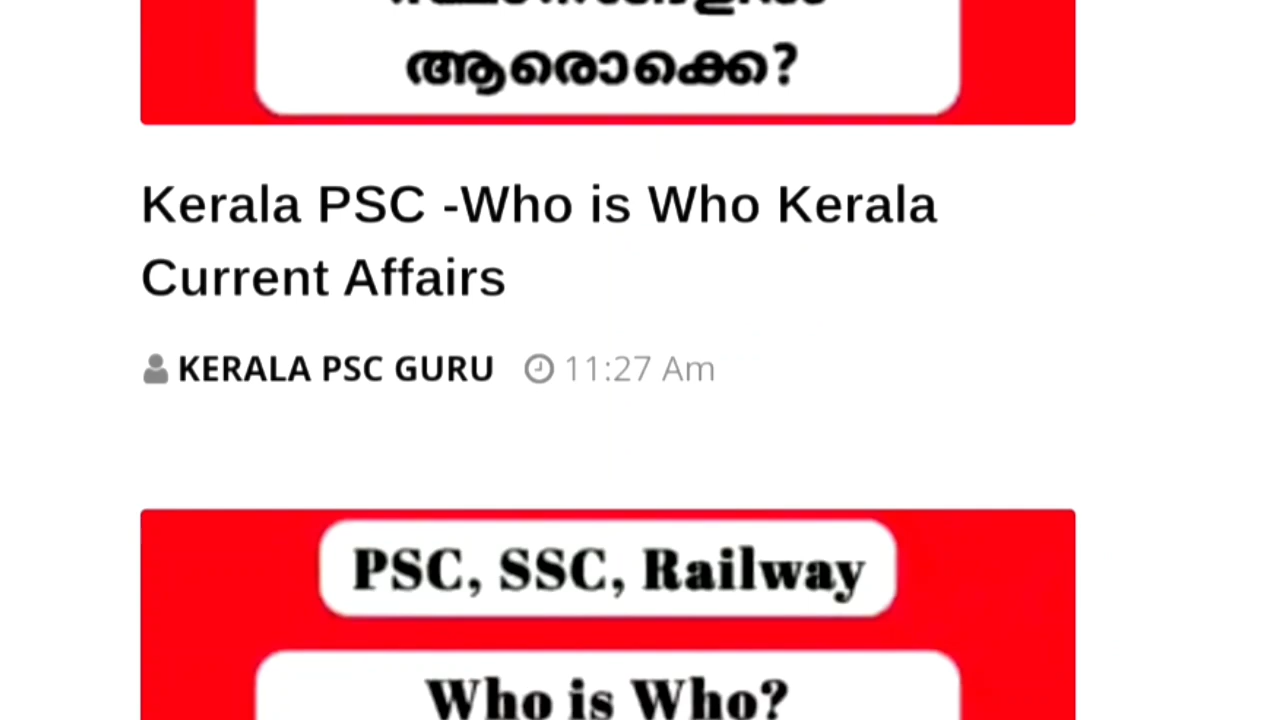 ആരൊക്കെ?
Kerala PSC -Who is Who Kerala
Current Affairs
KERALA PSC GURU 11:27 Am
PSC, SSC, Railway
Who is Who?